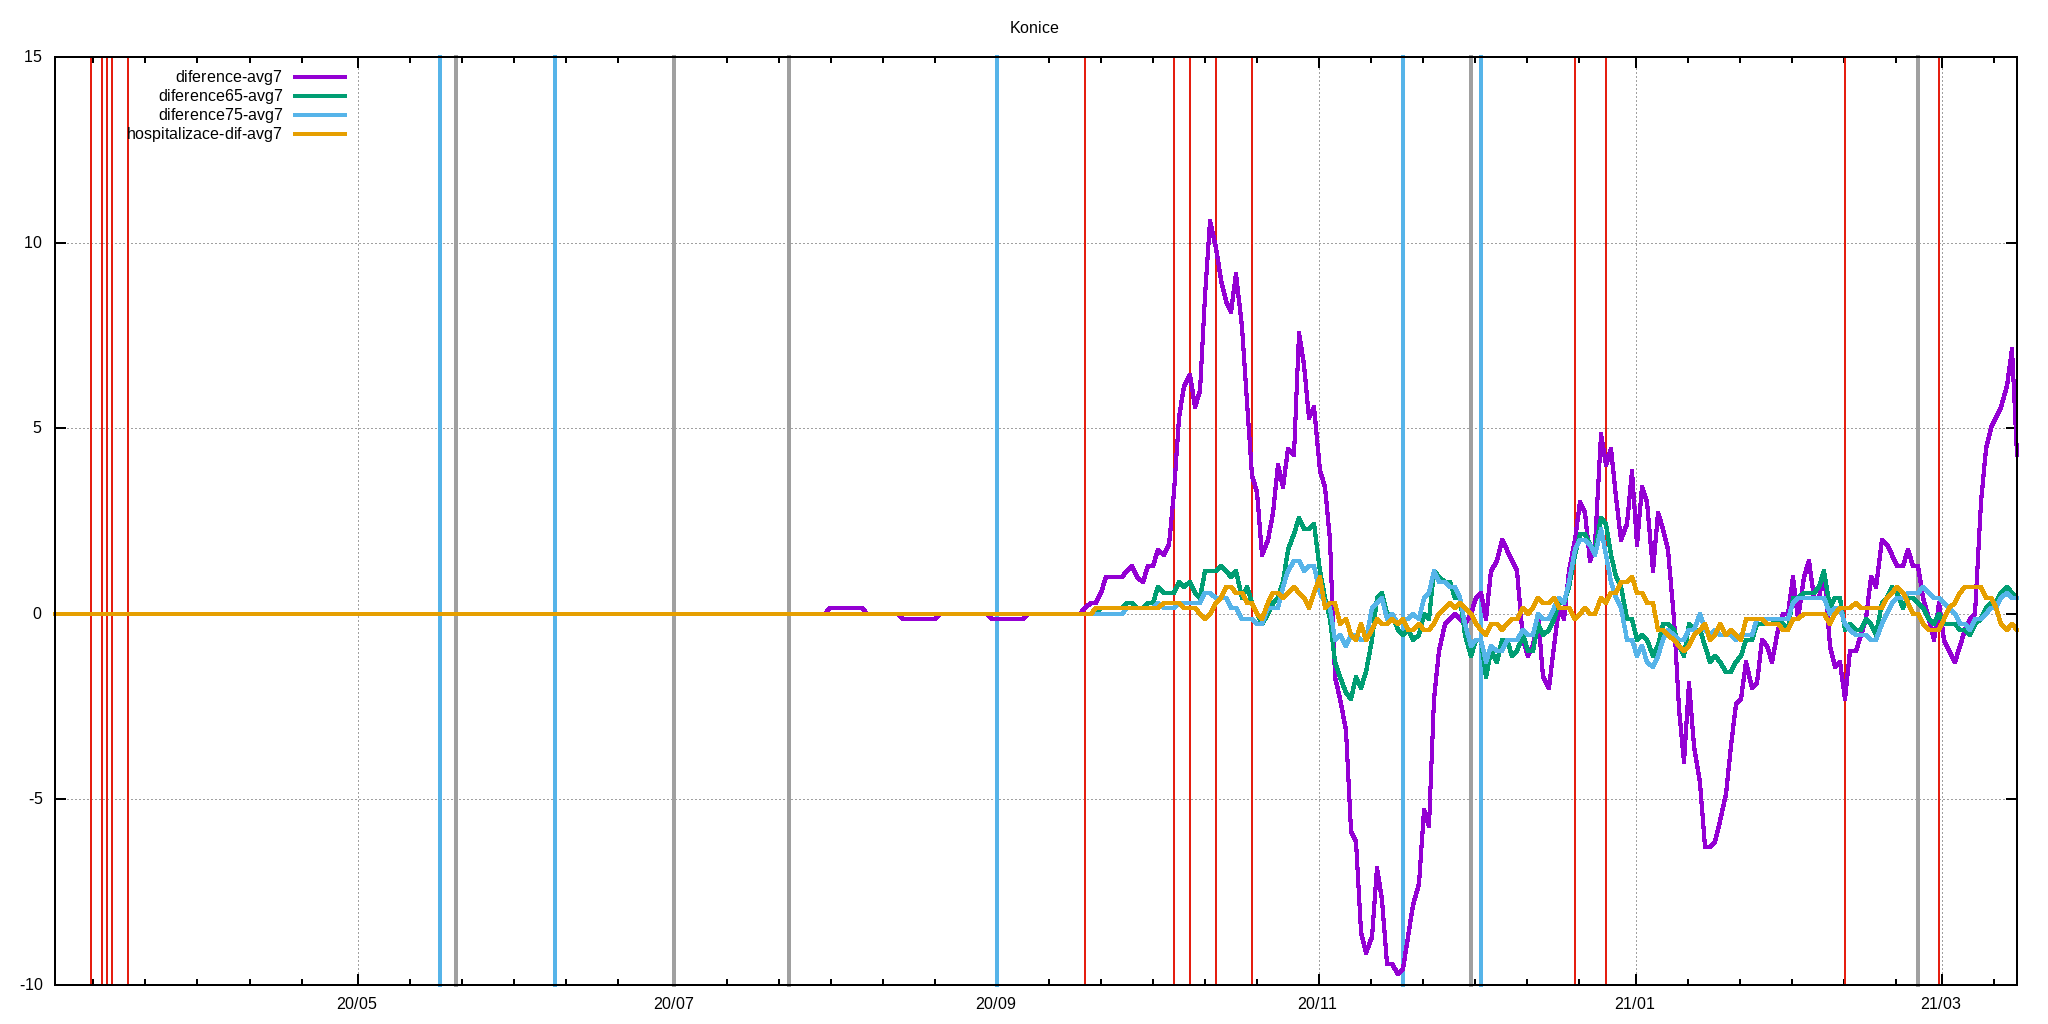 Konice
15
diference-avg7
diference65-avg7
diference75-avg7
hospitalizace-dif-avg7
10
5
0
-5
-10
20/05 20/07 20/09 20/11 21/01 21/03